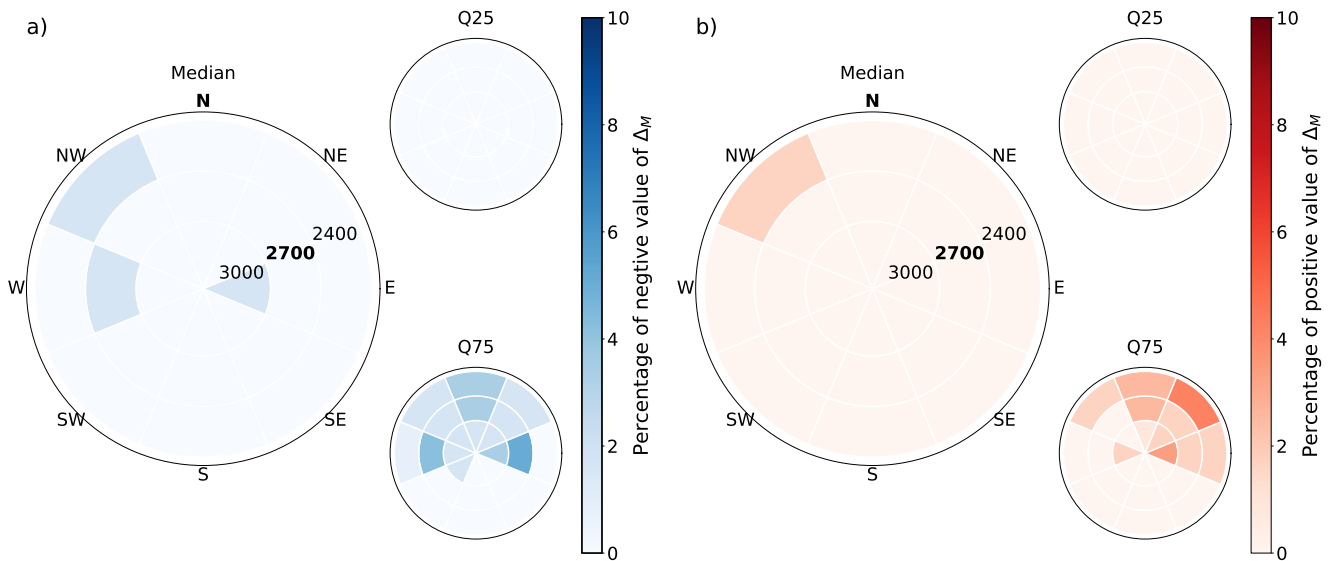 a)
Median
N
NW
NE
W
E
SW
SE
S
3000
2700
2400
Q25
Q75
10
8
6
4
2
0
Percentage of negtive value of Δ_M
b)
Median
N
NW
NE
W
E
SW
SE
S
3000
2700
2400
Q25
Q75
10
8
6
4
2
0
Percentage of positive value of Δ_M